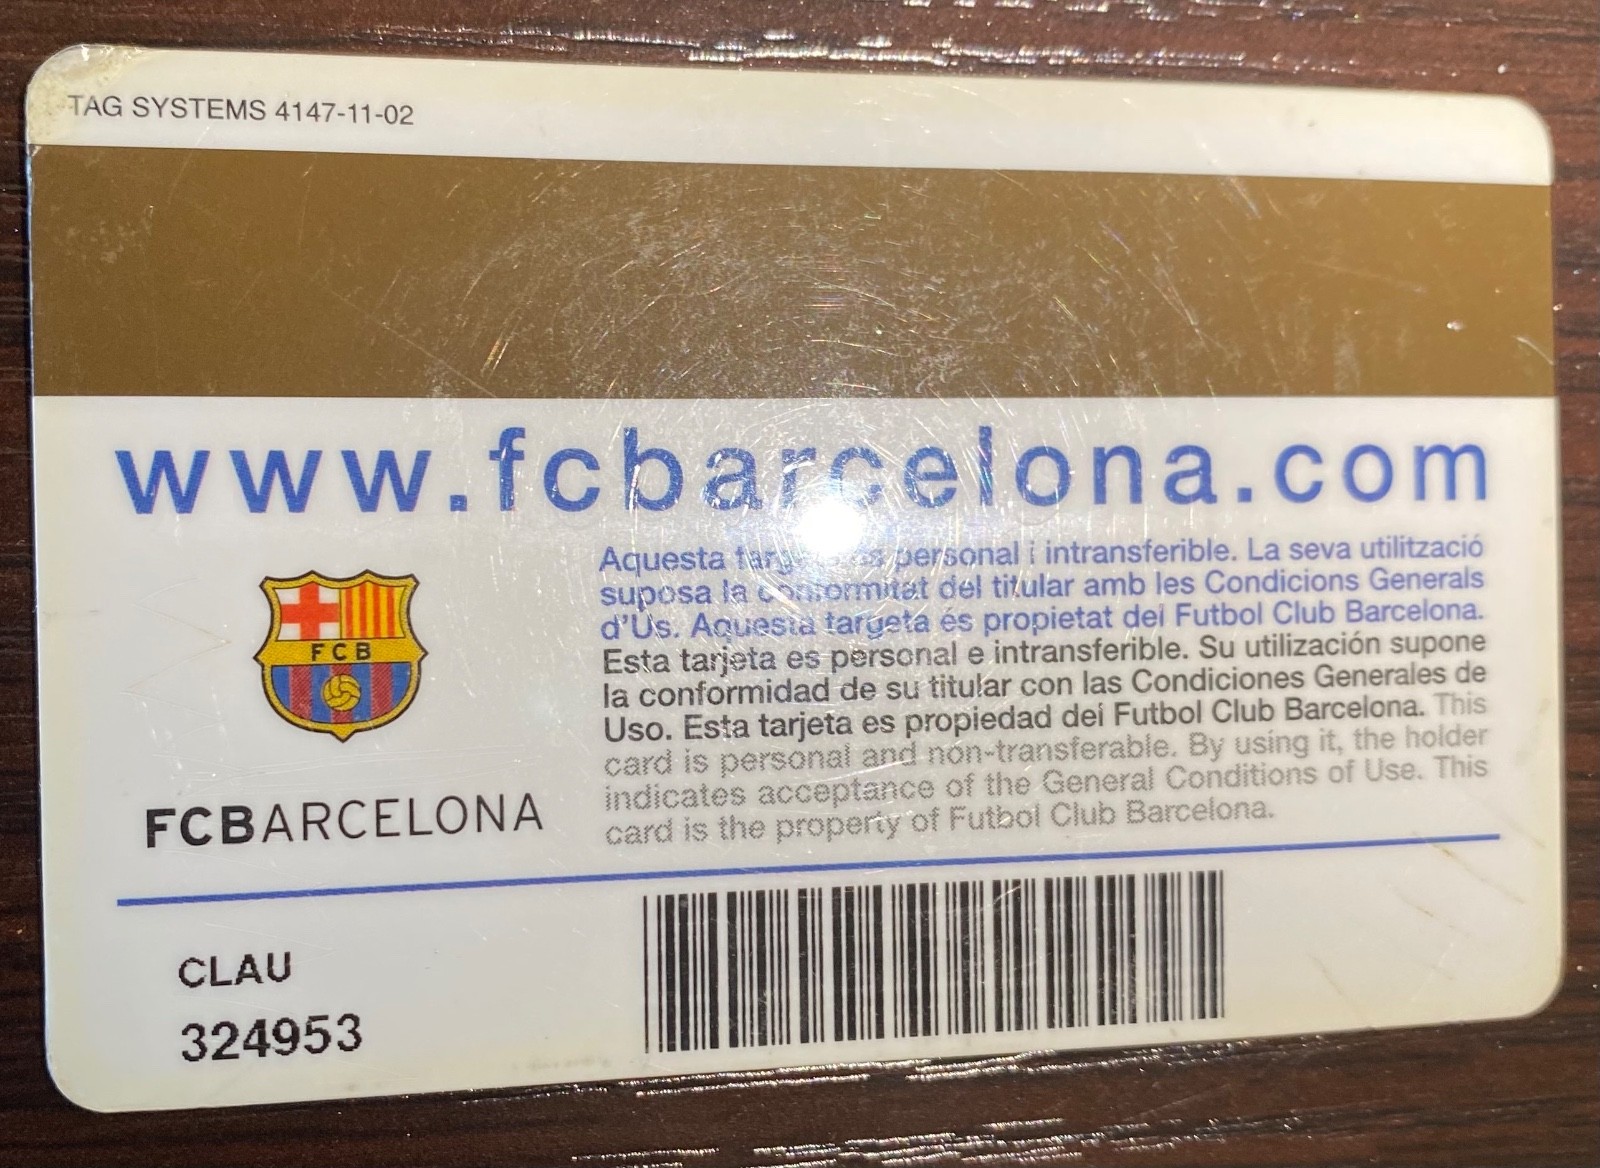 TAG SYSTEMS 4147-11-02
www.fcbarcelona.com
Aquesta és personal i intransferible. La seva utilització
suposa la conformitat del titular amb les Condicions Generals
d'Ús. Aquesta targeta és propietat del Futbol Club Barcelona.
Esta tarjeta es personal e intransferible. Su utilización supone
la conformidad de su titular con las Condiciones Generales de
Uso. Esta tarjeta es propiedad del Futbol Club Barcelona. This
card is personal and non-transferable. By using it, the holder
indicates acceptance of the General Conditions of Use. This
card is the property of Futbol Club Barcelona.
FCB
FCBARCELONA
CLAU
324953